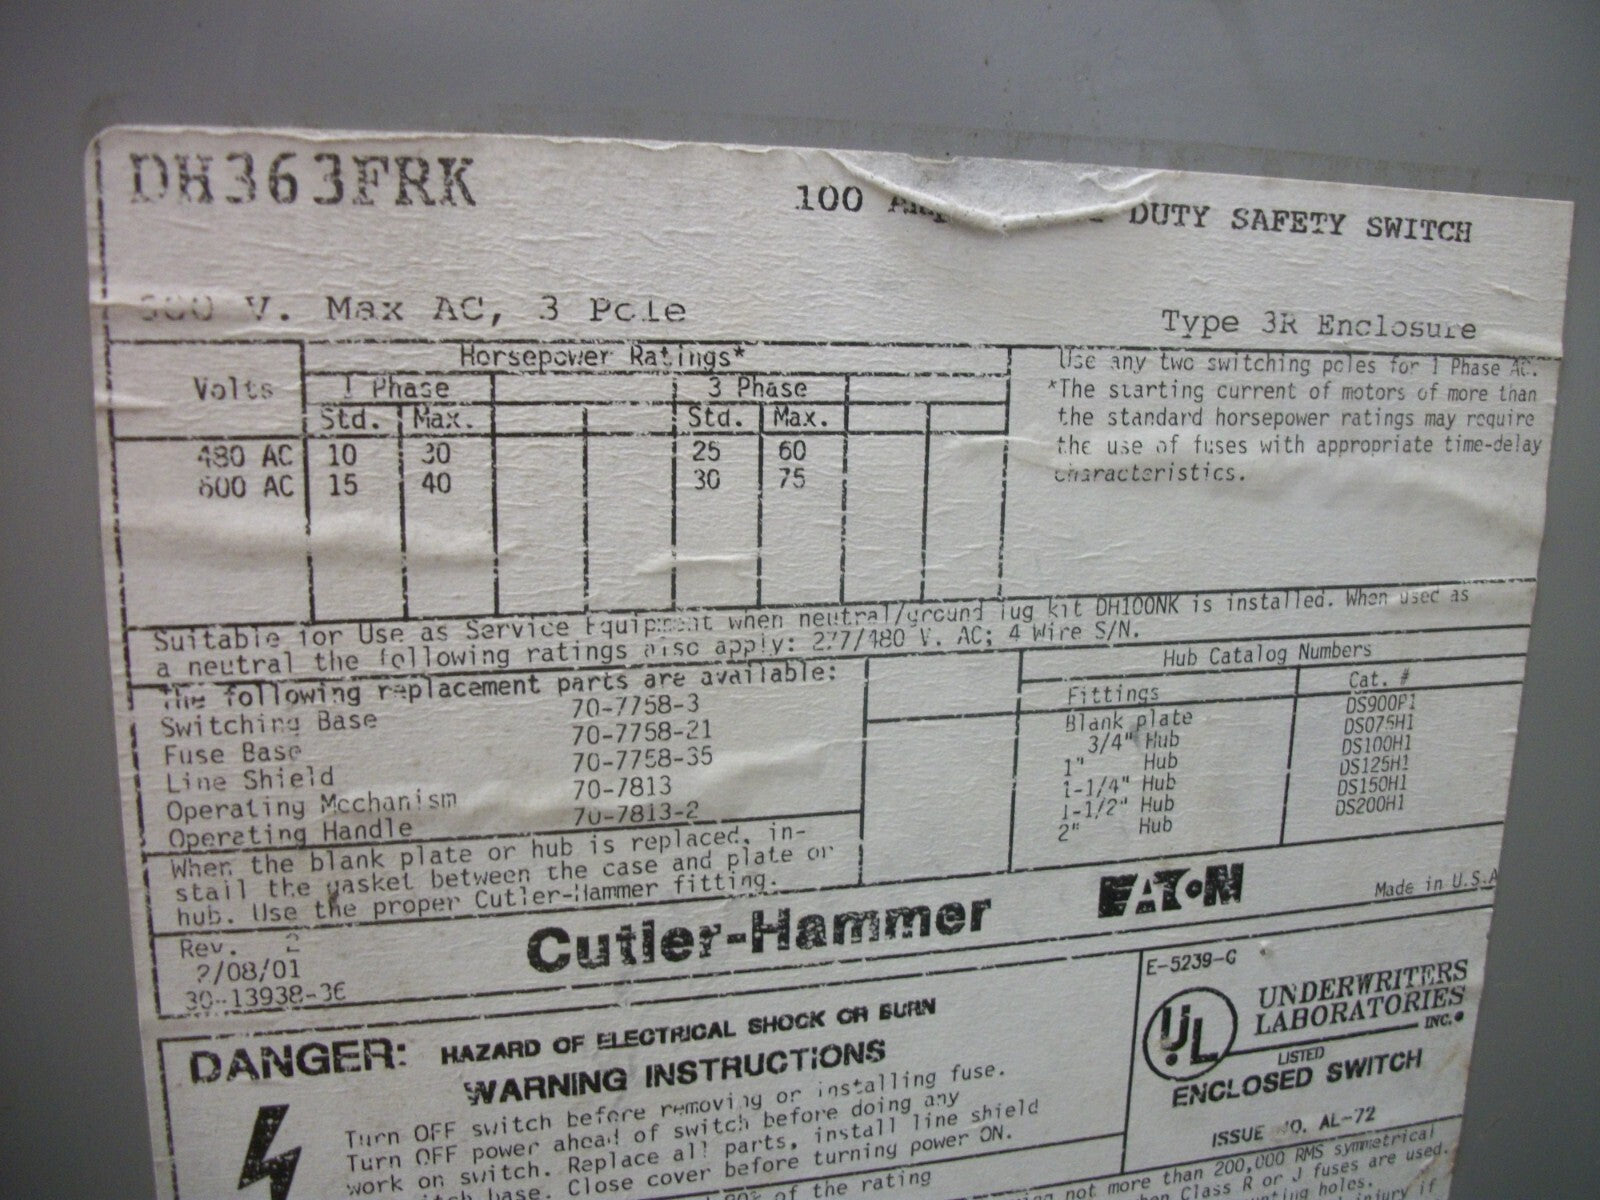 DH363FRK
100 DUTY SAFETY SWITCH
V. Max AC, 3 Pole
Type 3R Enclosure
Volts
Horsepower Ratings*
1 Phase
3 Phase
Std. Max. Std. Max.
480 AC 10 30 25 60
600 AC 15 40 30 75
Use any two switching poles for 1 Phase AC.
*The starting current of motors of more than
the standard horsepower ratings may require
the use of fuses with appropriate time-delay
characteristics.
Suitable for Use as Service Equipment when neutral/ground lug kit DH100NK is installed. When used as
a neutral the following ratings also apply: 277/480 V. AC; 4 Wire S/N.
The following replacement parts are available:
Switching Base 70-7758-3
Fuse Base 70-7758-21
Line Shield 70-7758-35
Operating Mechanism 70-7813
Operating Handle 70-7813-2
When the blank plate or hub is replaced, in-
stall the gasket between the case and plate or
hub. Use the proper Cutler-Hammer fitting.
Hub Catalog Numbers
Fittings Cat. #
Blank plate DS900P1
3/4" Hub DS075H1
1" Hub DS100H1
1-1/4" Hub DS125H1
1-1/2" Hub DS150H1
2" Hub DS200H1
Rev. 2
2/08/01
30-13938-36
Cutler-Hammer
EATON
Made in U.S.A
DANGER: HAZARD OF ELECTRICAL SHOCK OR BURN
WARNING INSTRUCTIONS
Turn OFF switch before removing or installing fuse.
Turn OFF power ahead of switch before doing any
work on switch. Replace all parts, install line shield
base. Close cover before turning power ON.
of the rating
E-5239-G
UL
UNDERWRITERS
LABORATORIES
INC.
LISTED
ENCLOSED SWITCH
ISSUE NO. AL-72
not more than 200,000 RMS symmetrical
when Class R or J fuses are used.
holes.
injury if